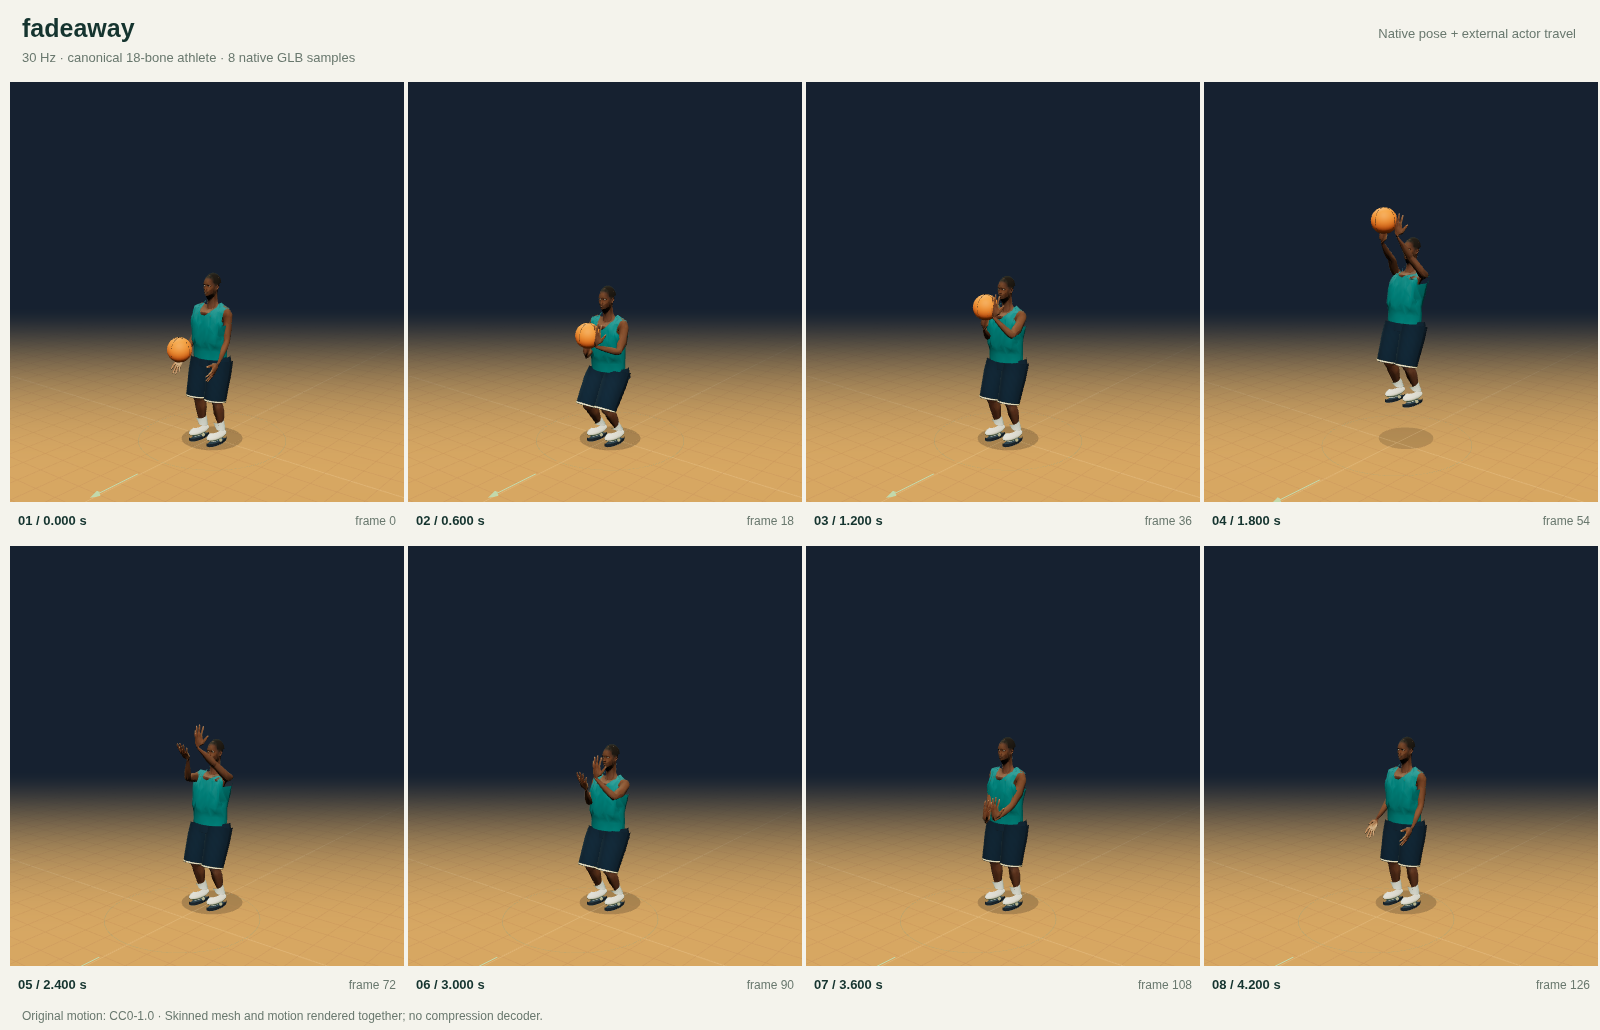 fadeaway
Native pose + external actor travel
30 Hz · canonical 18-bone athlete · 8 native GLB samples
01 / 0.000 s frame 0
02 / 0.600 s frame 18
03 / 1.200 s frame 36
04 / 1.800 s frame 54
05 / 2.400 s frame 72
06 / 3.000 s frame 90
07 / 3.600 s frame 108
08 / 4.200 s frame 126
Original motion: CC0-1.0 · Skinned mesh and motion rendered together; no compression decoder.